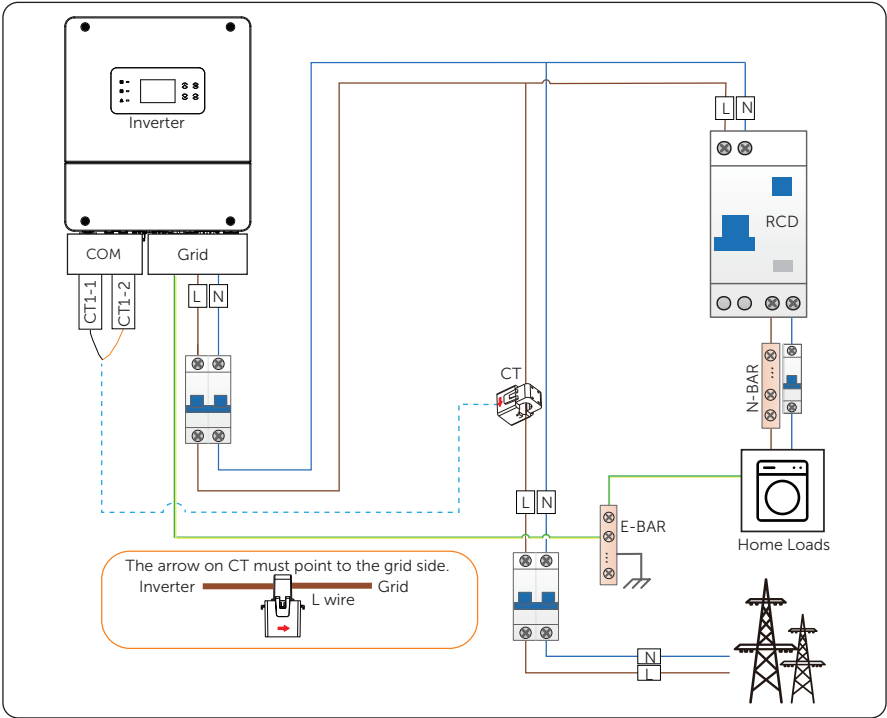 Inverter
COM
Grid
CT1-1
CT1-2
L
N
L
N
RCD
CT
N-BAR
L
N
E-BAR
Home Loads
The arrow on CT must point to the grid side.
Inverter
Grid
L wire
N
L